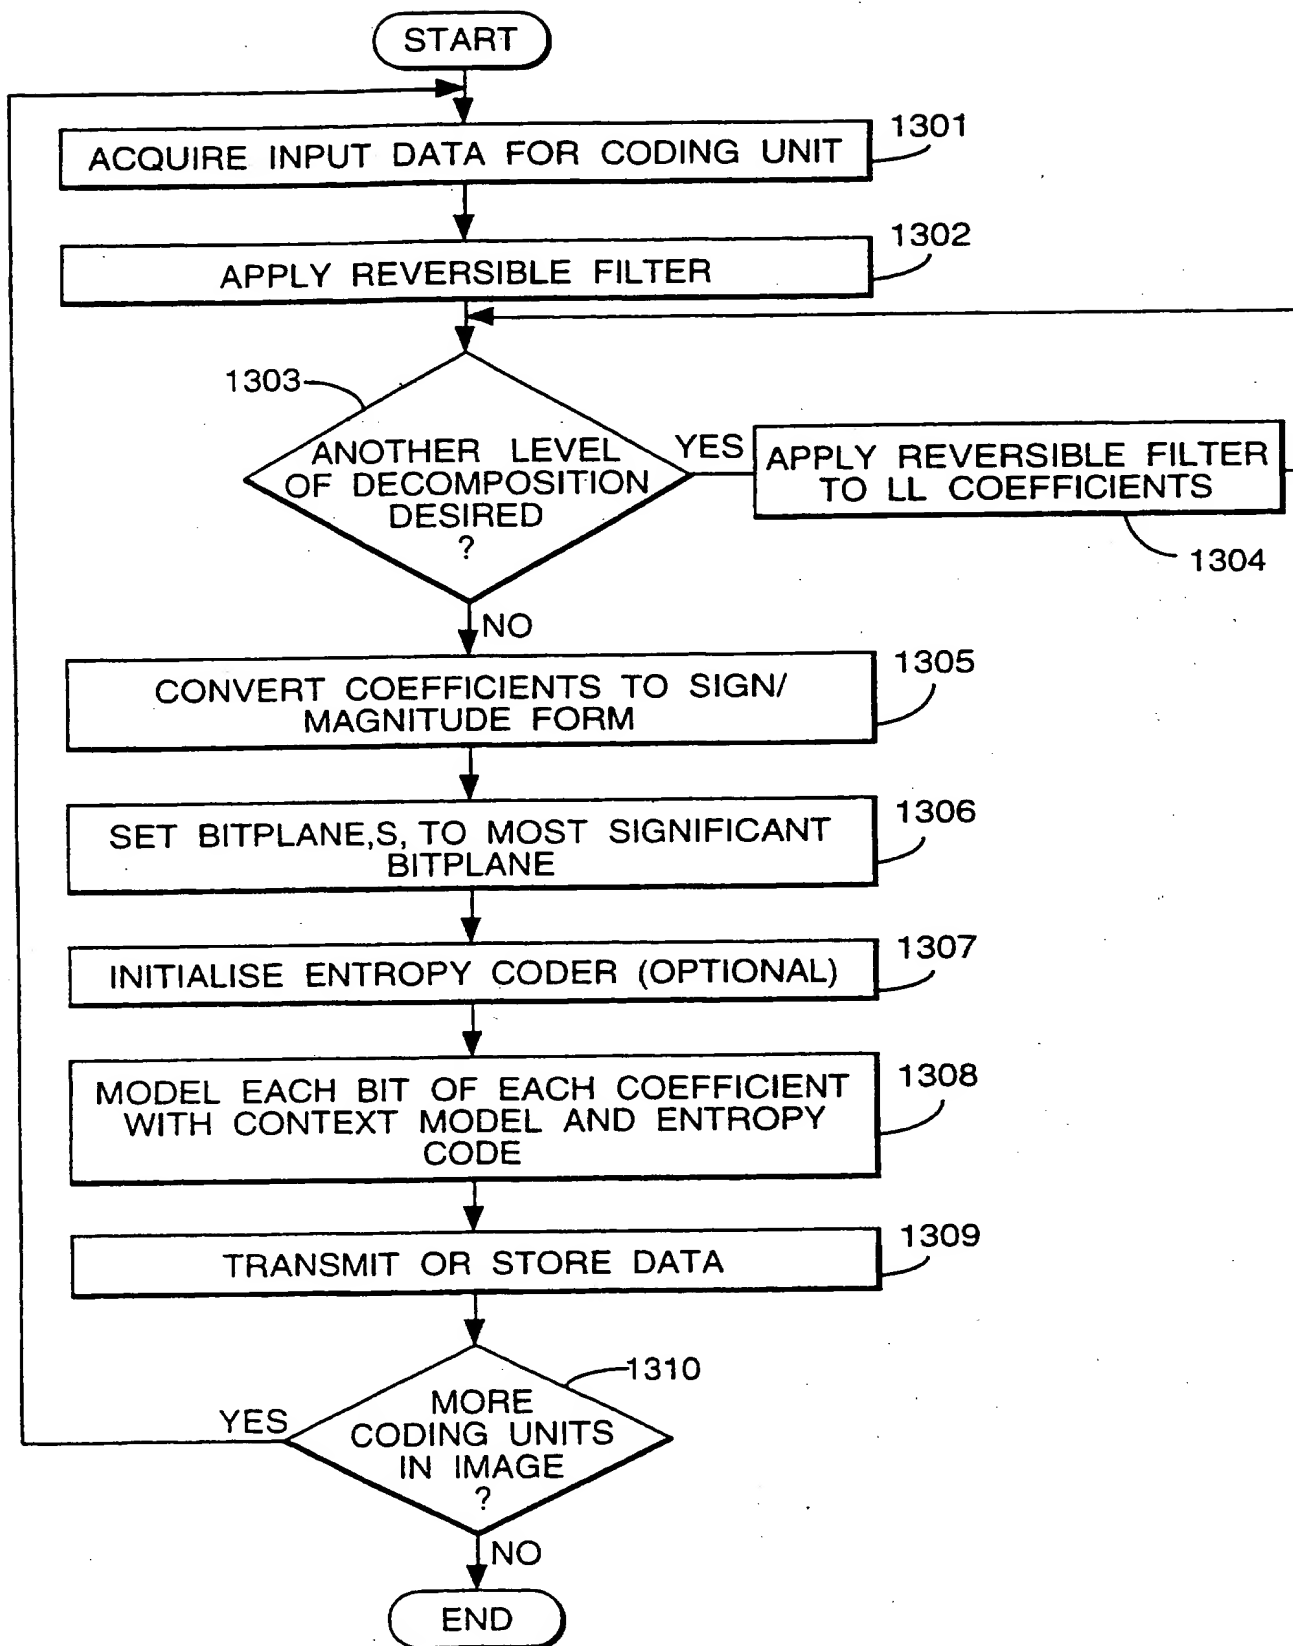 START
1301
ACQUIRE INPUT DATA FOR CODING UNIT
1302
APPLY REVERSIBLE FILTER
1303
ANOTHER LEVEL
OF DECOMPOSITION
DESIRED
?
YES
APPLY REVERSIBLE FILTER
TO LL COEFFICIENTS
1304
NO
1305
CONVERT COEFFICIENTS TO SIGN/
MAGNITUDE FORM
1306
SET BITPLANE,S, TO MOST SIGNIFICANT
BITPLANE
1307
INITIALISE ENTROPY CODER (OPTIONAL)
1308
MODEL EACH BIT OF EACH COEFFICIENT
WITH CONTEXT MODEL AND ENTROPY
CODE
1309
TRANSMIT OR STORE DATA
1310
YES
MORE
CODING UNITS
IN IMAGE
?
NO
END